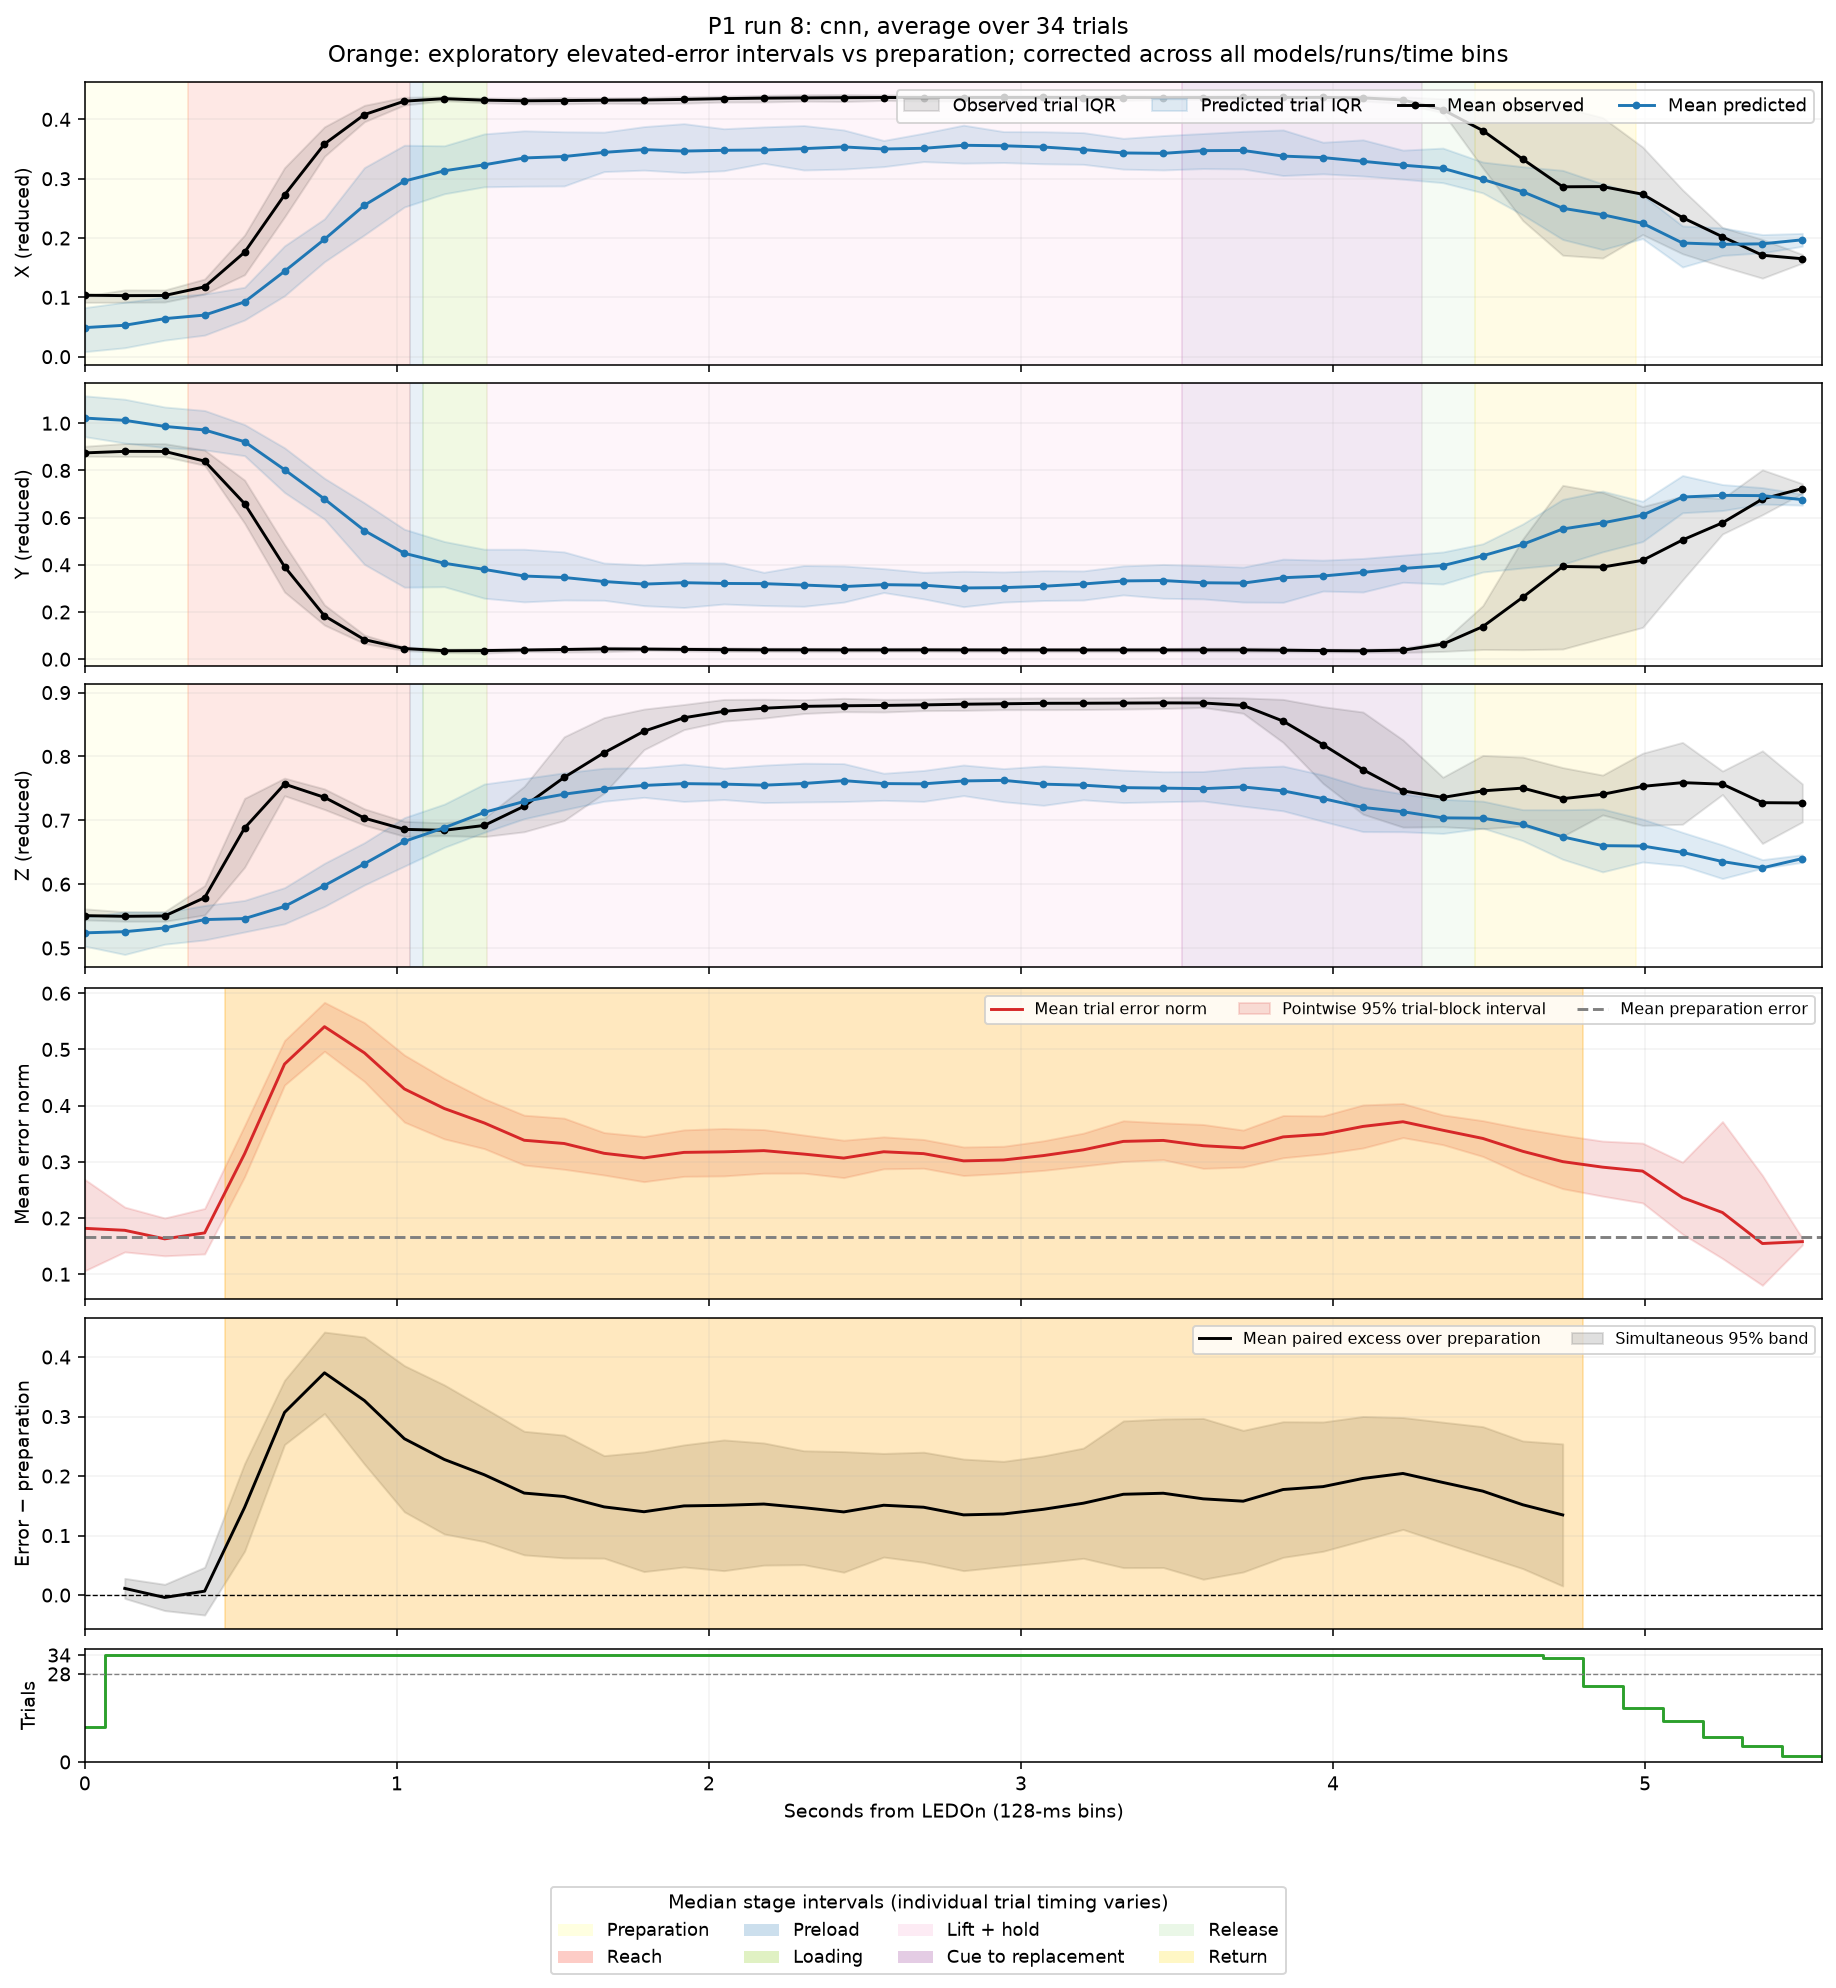 P1 run 8: cnn, average over 34 trials
Orange: exploratory elevated-error intervals vs preparation; corrected across all models/runs/time bins
Observed trial IQR Predicted trial IQR Mean observed Mean predicted
X (reduced)
0.4
0.3
0.2
0.1
0.0
Y (reduced)
1.0
0.8
0.6
0.4
0.2
0.0
Z (reduced)
0.9
0.8
0.7
0.6
0.5
Mean trial error norm Pointwise 95% trial-block interval Mean preparation error
Mean error norm
0.6
0.5
0.4
0.3
0.2
0.1
Mean paired excess over preparation Simultaneous 95% band
Error − preparation
0.4
0.3
0.2
0.1
0.0
Trials
34
28
0
0 1 2 3 4 5
Seconds from LEDOn (128-ms bins)
Median stage intervals (individual trial timing varies)
Preparation Preload Lift + hold Release
Reach Loading Cue to replacement Return